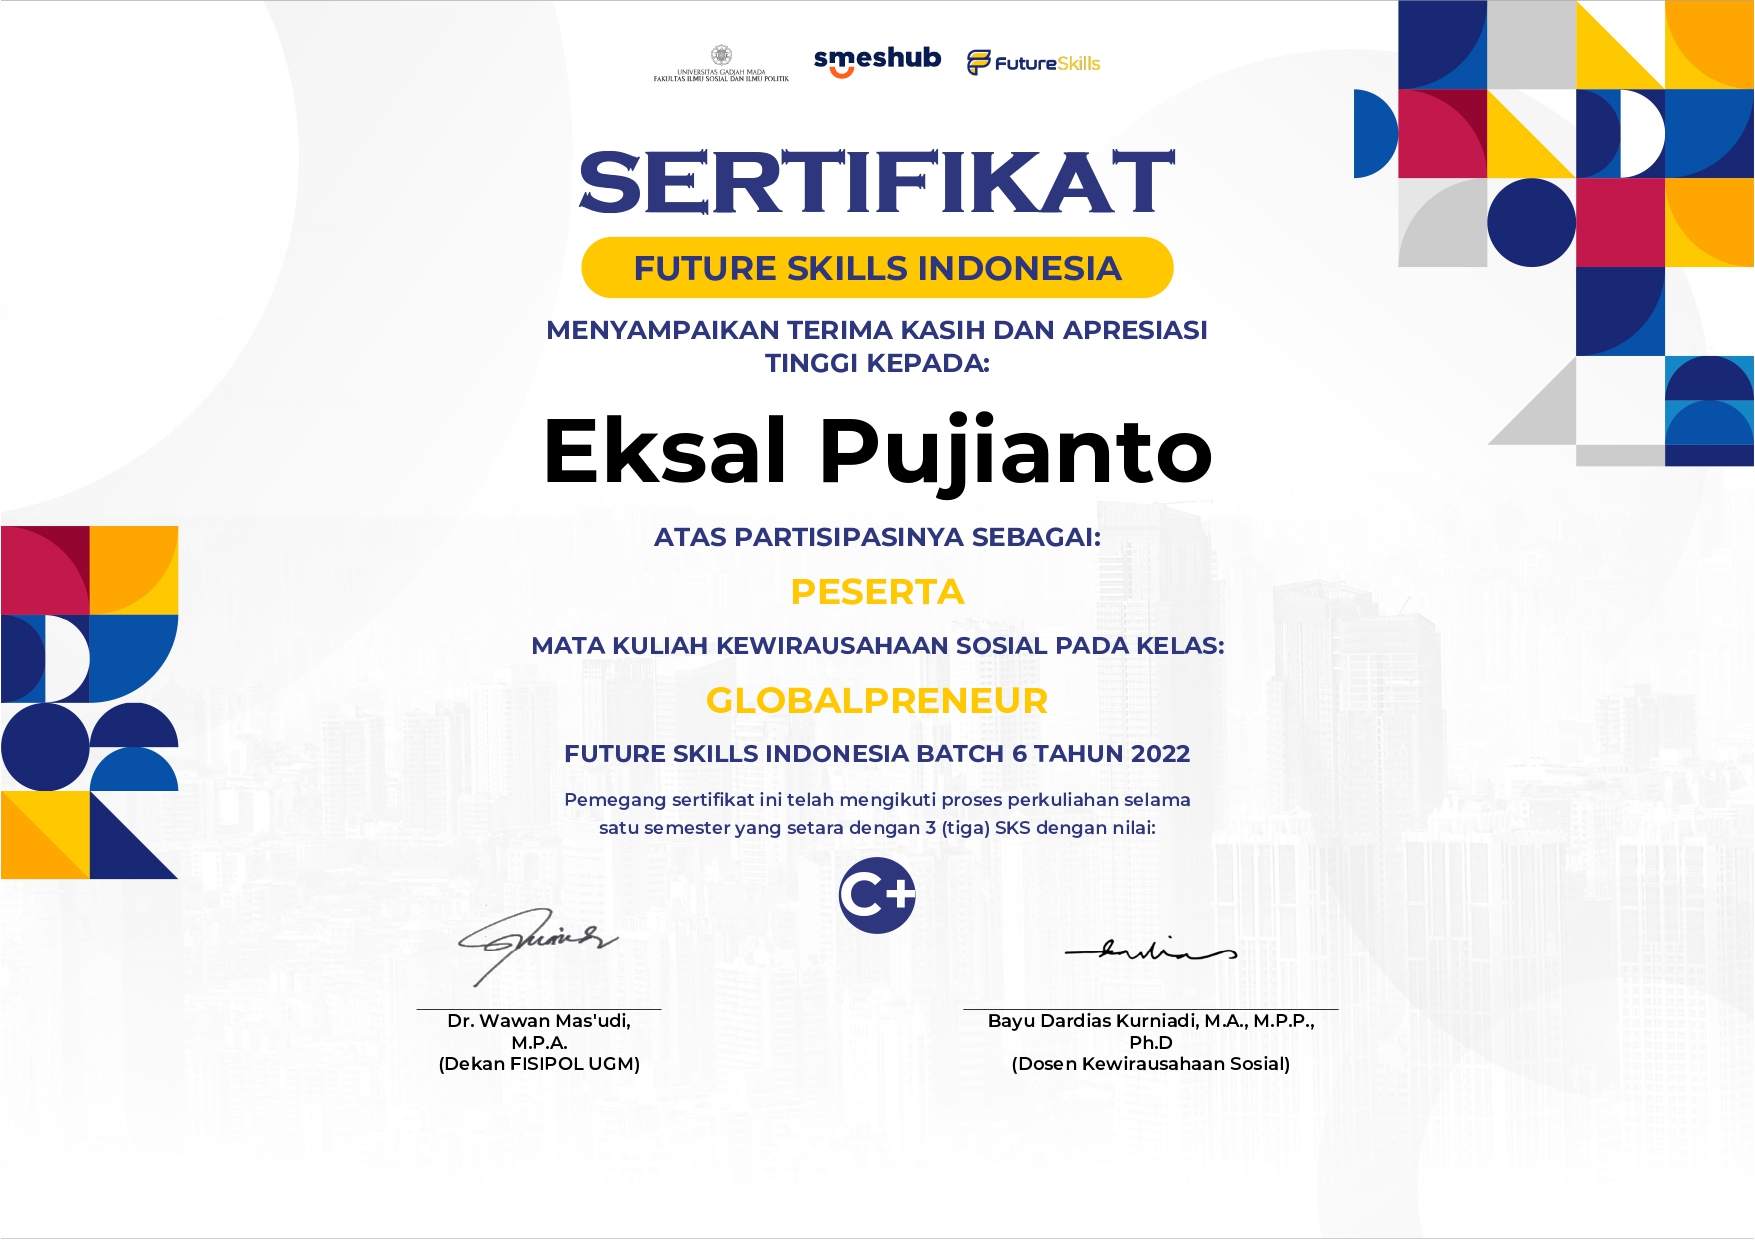 UNIVERSITAS GADJAH MADA
FAKULTAS ILMU SOSIAL DAN ILMU POLITIK
smeshub
FutureSkills
SERTIFIKAT
FUTURE SKILLS INDONESIA
MENYAMPAIKAN TERIMA KASIH DAN APRESIASI
TINGGI KEPADA:
Eksal Pujianto
ATAS PARTISIPASINYA SEBAGAI:
PESERTA
MATA KULIAH KEWIRAUSAHAAN SOSIAL PADA KELAS:
GLOBALPRENEUR
FUTURE SKILLS INDONESIA BATCH 6 TAHUN 2022
Pemegang sertifikat ini telah mengikuti proses perkuliahan selama
satu semester yang setara dengan 3 (tiga) SKS dengan nilai:
C+
Dr. Wawan Mas'udi,
M.P.A.
(Dekan FISIPOL UGM)
Bayu Dardias Kurniadi, M.A., M.P.P.,
Ph.D
(Dosen Kewirausahaan Sosial)